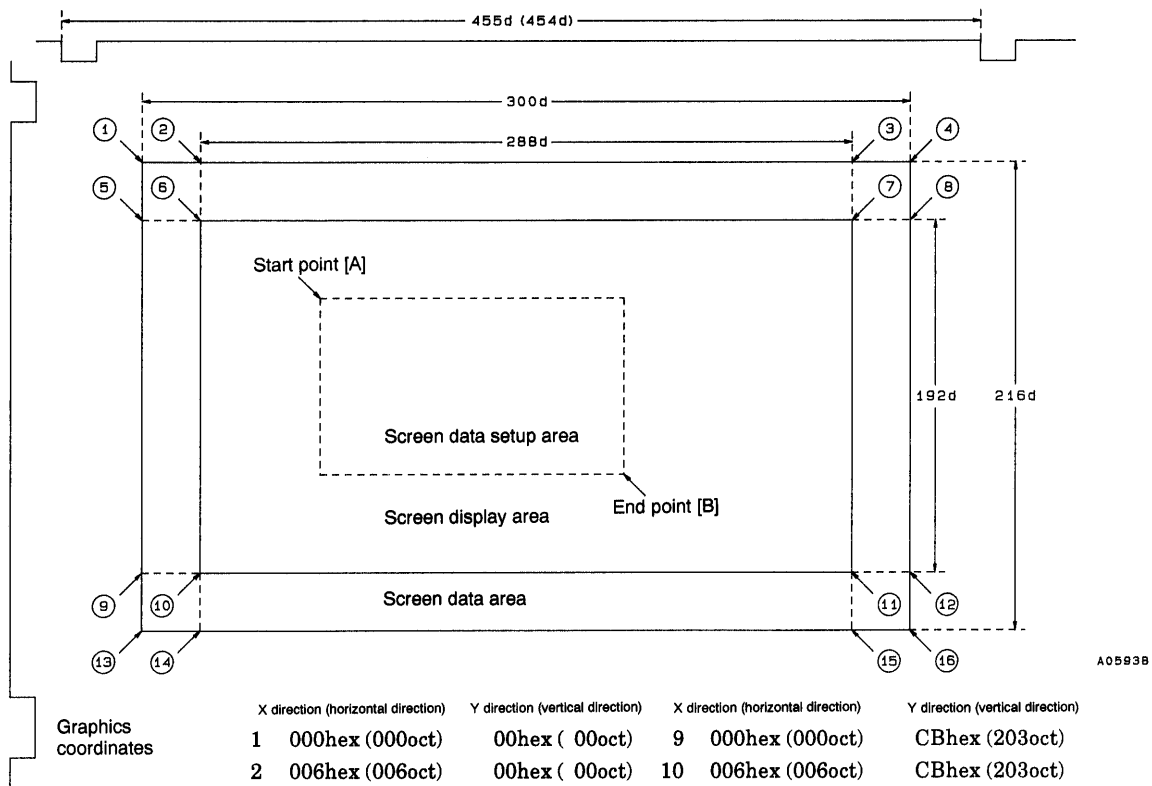 455d (454d)
300d
1 2 288d 3 4
5 6 7 8
Start point [A]
192d 216d
Screen data setup area
End point [B]
Screen display area
9 10 Screen data area 11 12
13 14 15 16
A05938
Graphics coordinates
X direction (horizontal direction) Y direction (vertical direction) X direction (horizontal direction) Y direction (vertical direction)
1 000hex (000oct) 00hex ( 00oct) 9 000hex (000oct) CBhex (203oct)
2 006hex (006oct) 00hex ( 00oct) 10 006hex (006oct) CBhex (203oct)